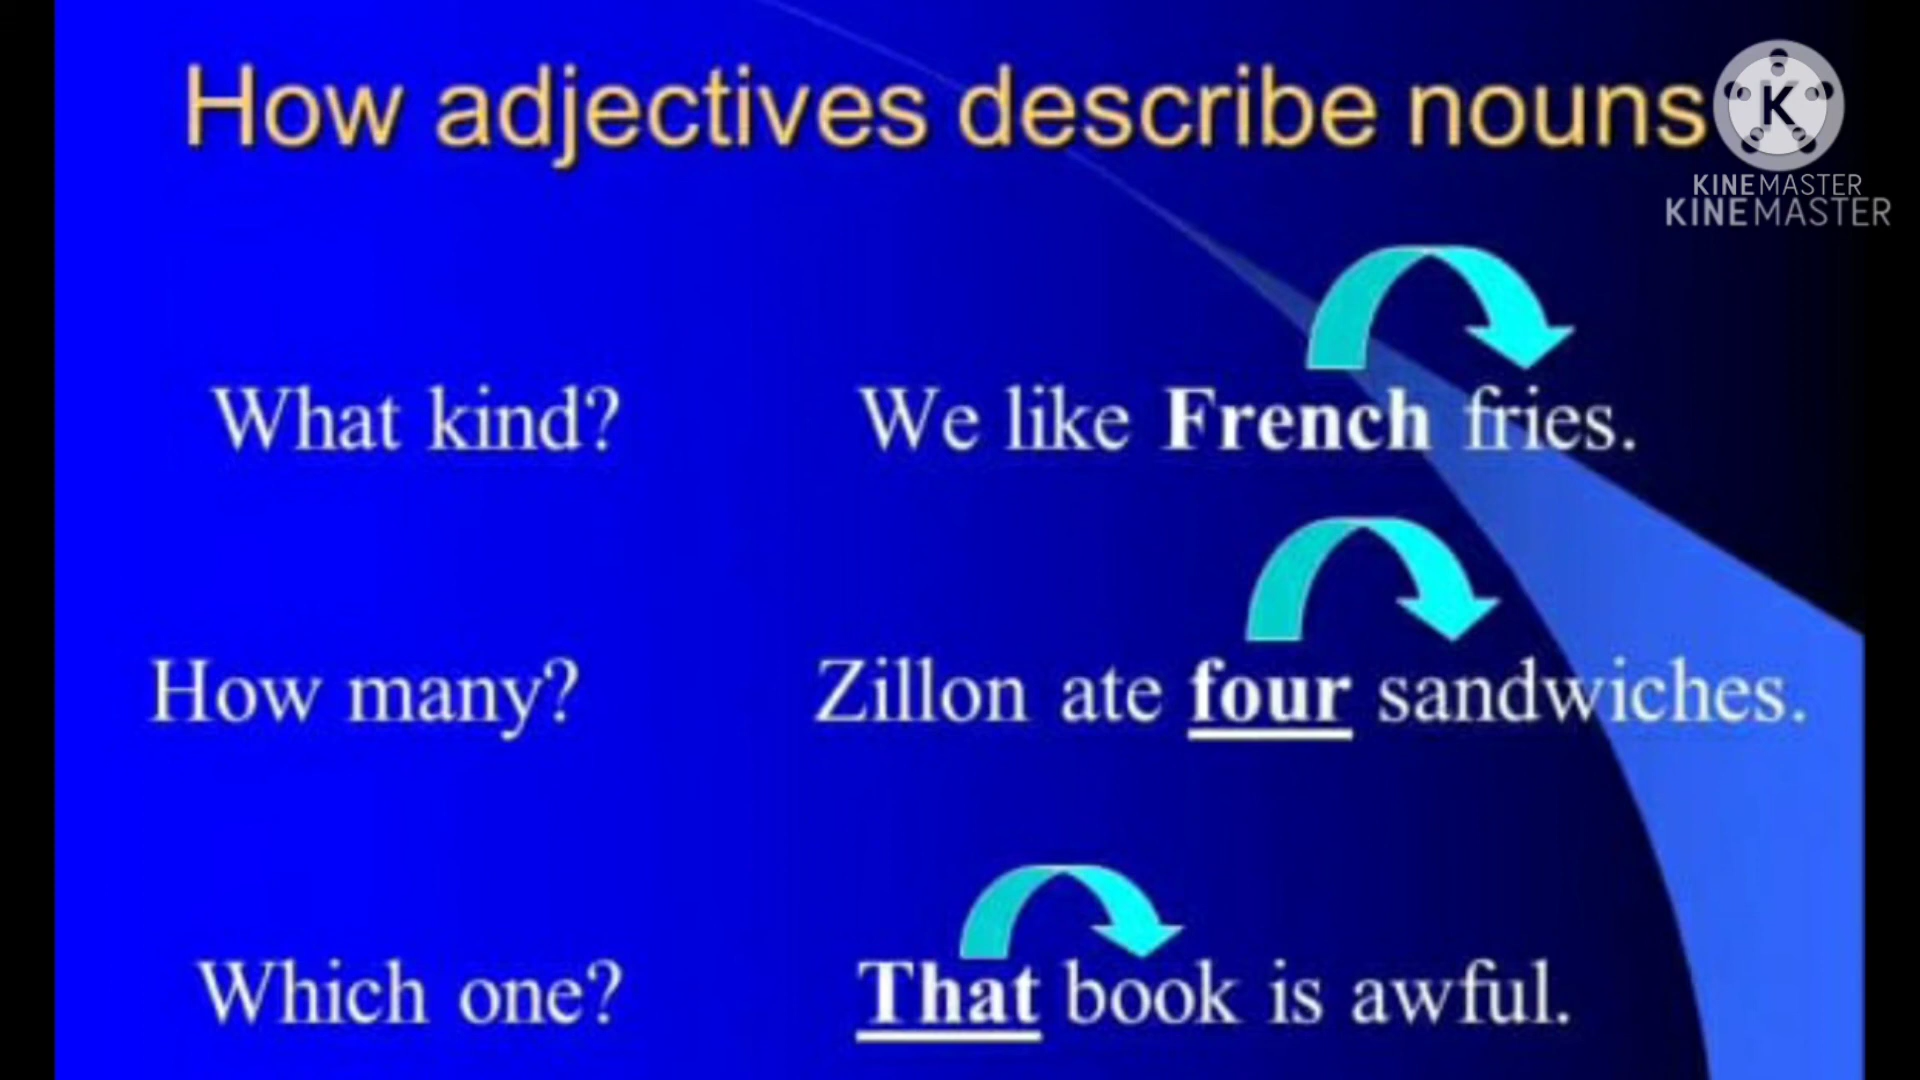 How adjectives describe nouns
K
KINEMASTER
KINEMASTER
What kind? We like French fries.
How many? Zillon ate four sandwiches.
Which one? That book is awful.